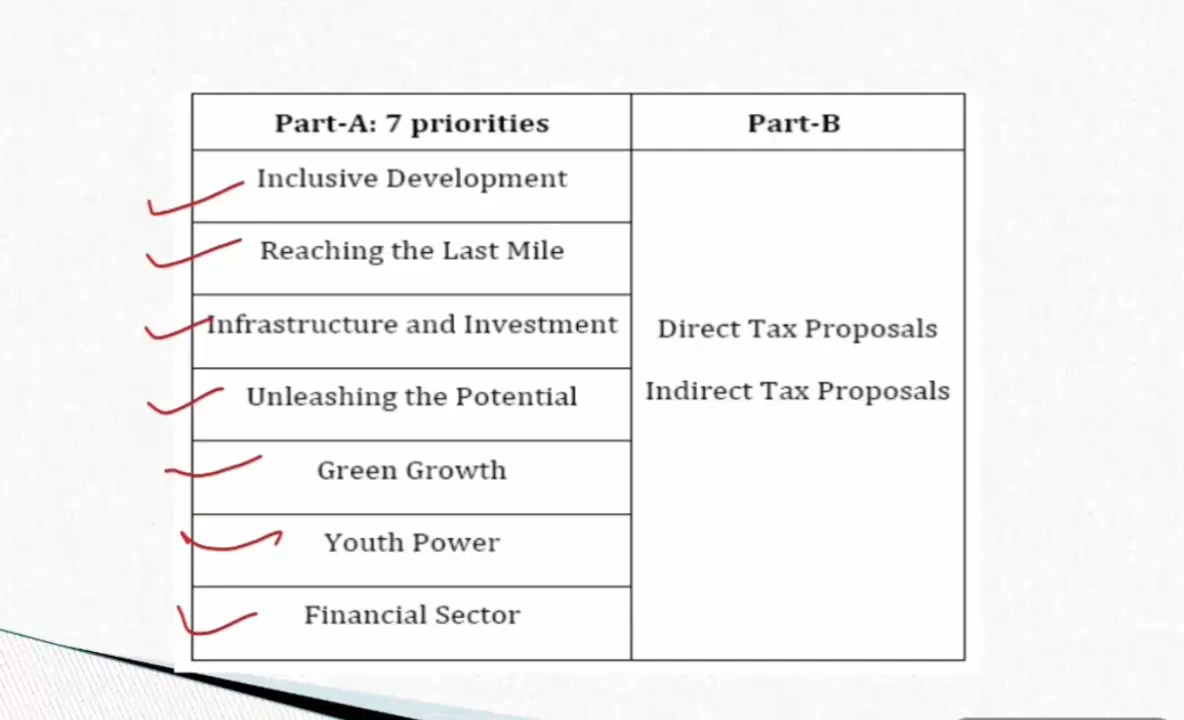 Part-A: 7 priorities
Part-B
Inclusive Development
Reaching the Last Mile
Infrastructure and Investment
Unleashing the Potential
Green Growth
Youth Power
Financial Sector
Direct Tax Proposals
Indirect Tax Proposals